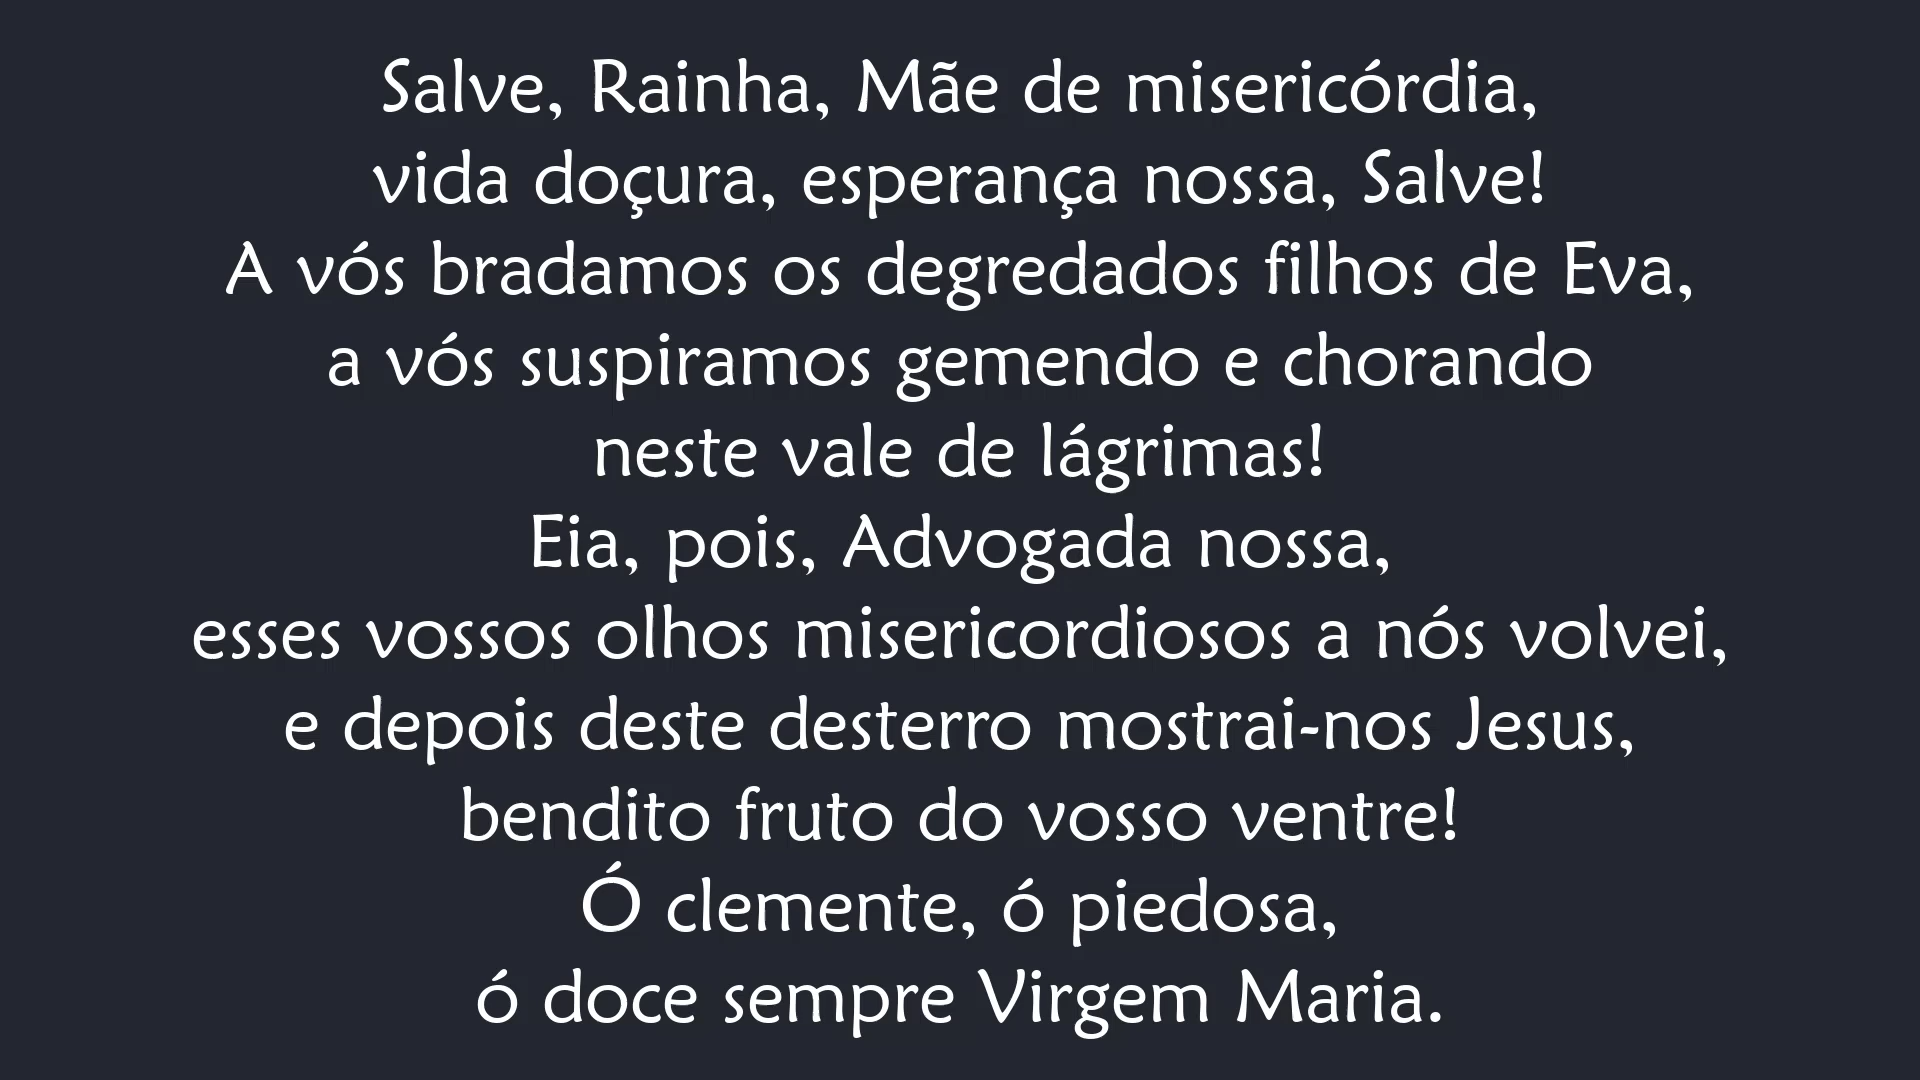 Salve, Rainha, Mãe de misericórdia,
vida doçura, esperança nossa, Salve!
A vós bradamos os degredados filhos de Eva,
a vós suspiramos gemendo e chorando
neste vale de lágrimas!
Eia, pois, Advogada nossa,
esses vossos olhos misericordiosos a nós volvei,
e depois deste desterro mostrai-nos Jesus,
bendito fruto do vosso ventre!
Ó clemente, ó piedosa,
ó doce sempre Virgem Maria.